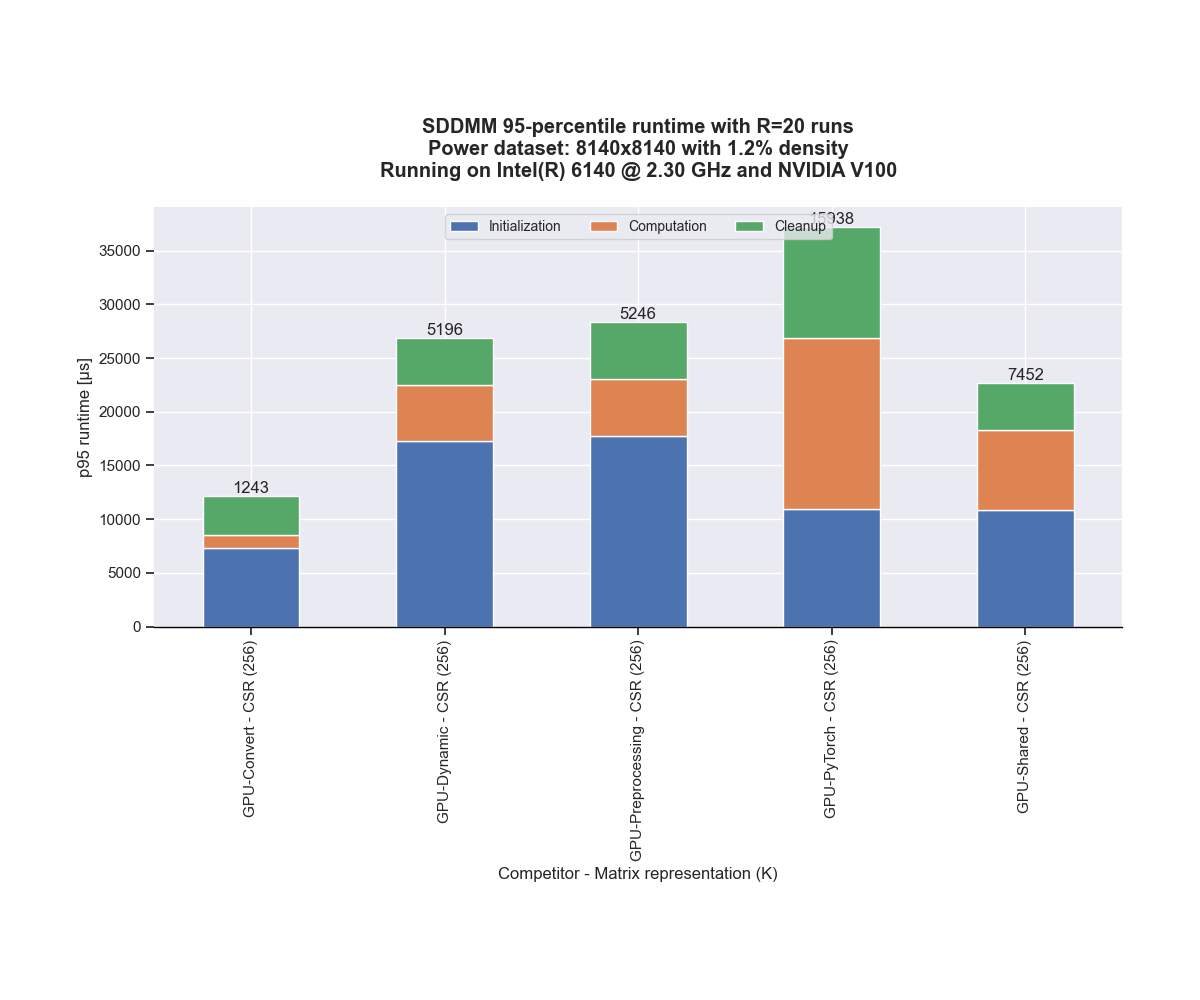 SDDMM 95-percentile runtime with R=20 runs
Power dataset: 8140x8140 with 1.2% density
Running on Intel(R) 6140 @ 2.30 GHz and NVIDIA V100
Initialization
Computation
Cleanup
15938
5246
5196
7452
1243
p95 runtime [µs]
35000
30000
25000
20000
15000
10000
5000
0
GPU-Convert - CSR (256)
GPU-Dynamic - CSR (256)
GPU-Preprocessing - CSR (256)
GPU-PyTorch - CSR (256)
GPU-Shared - CSR (256)
Competitor - Matrix representation (K)